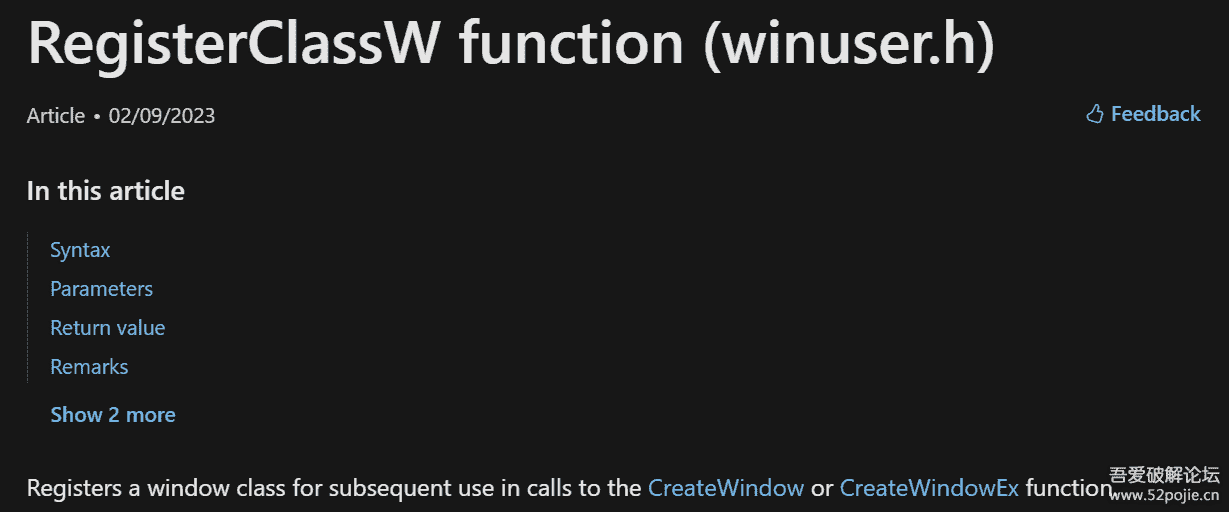 RegisterClassW function (winuser.h)
Article • 02/09/2023
Feedback
In this article
Syntax
Parameters
Return value
Remarks
Show 2 more
Registers a window class for subsequent use in calls to the CreateWindow or CreateWindowEx function
吾爱破解论坛
www.52pojie.cn